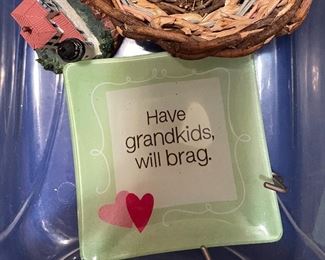 Have
grandkids,
will brag.